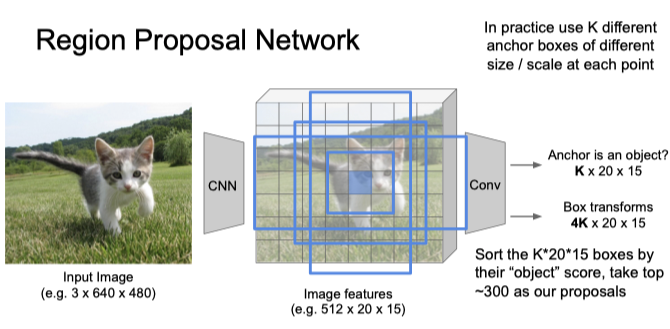 Region Proposal Network
In practice use K different
anchor boxes of different
size / scale at each point
CNN
Conv
Anchor is an object?
K x 20 x 15
Box transforms
4K x 20 x 15
Sort the K*20*15 boxes by
their “object” score, take top
~300 as our proposals
Input Image
(e.g. 3 x 640 x 480)
Image features
(e.g. 512 x 20 x 15)